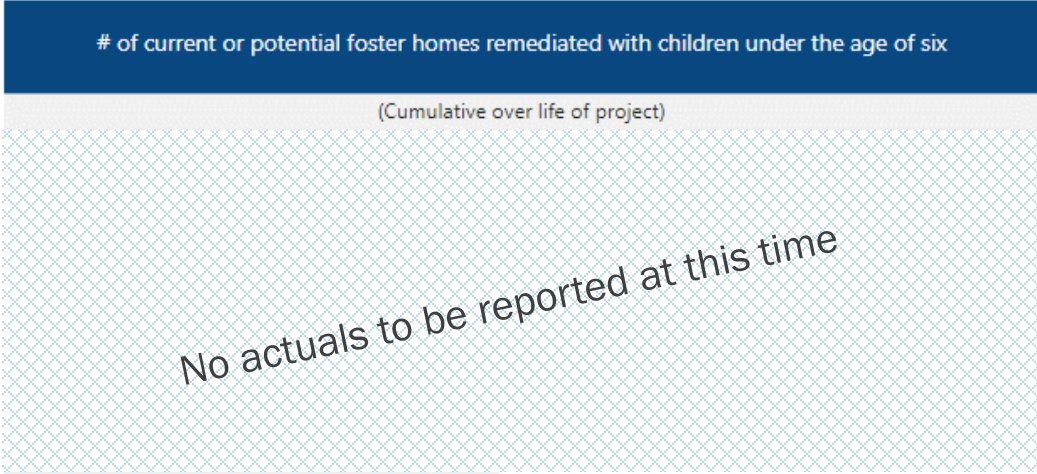 # of current or potential foster homes remediated with children under the age of six
(Cumulative over life of project)
No actuals to be reported at this time